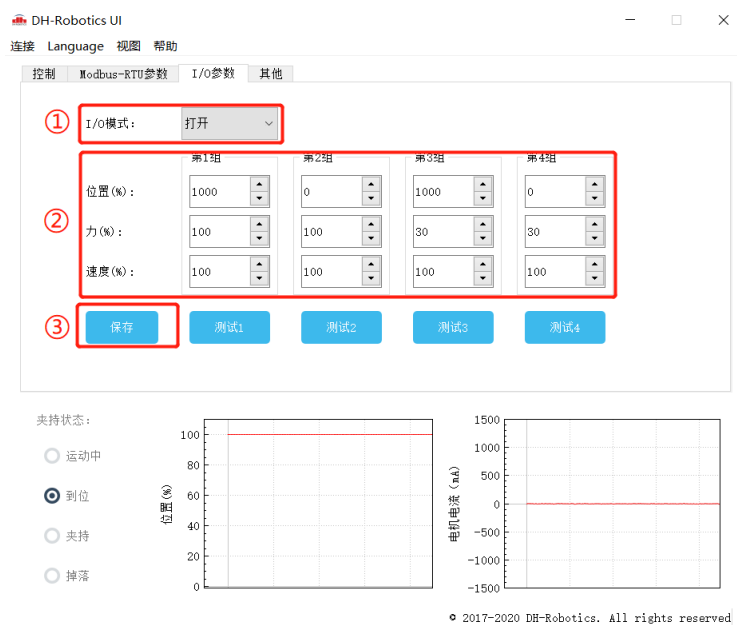 DH-Robotics UI
连接 Language 视图 帮助
控制 Modbus-RTU参数 I/O参数 其他
① I/O模式: 打开
第1组 第2组 第3组 第4组
② 位置(%): 1000 0 1000 0
力(%): 100 100 30 30
速度(%): 100 100 100 100
③ 保存 测试1 测试2 测试3 测试4
夹持状态:
运动中
到位
夹持
掉落
位置(%)
100
80
60
40
20
0
电机电流(mA)
1500
1000
500
0
-500
-1000
-1500
© 2017-2020 DH-Robotics. All rights reserved